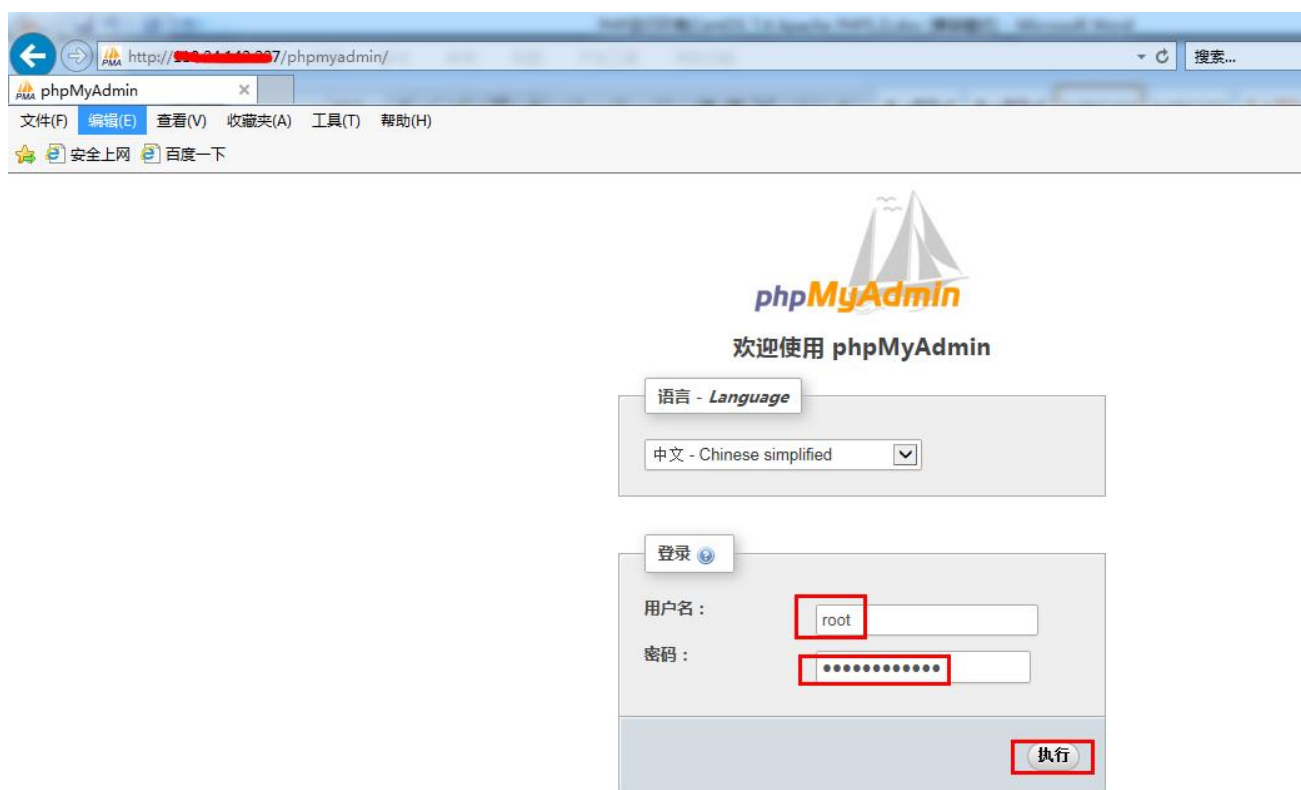 http:// /phpmyadmin/
搜索...
phpMyAdmin
文件(F) 编辑(E) 查看(V) 收藏夹(A) 工具(T) 帮助(H)
安全上网 百度一下
phpMyAdmin
欢迎使用 phpMyAdmin
语言 - Language
中文 - Chinese simplified
登录
用户名：
root
密码：
执行